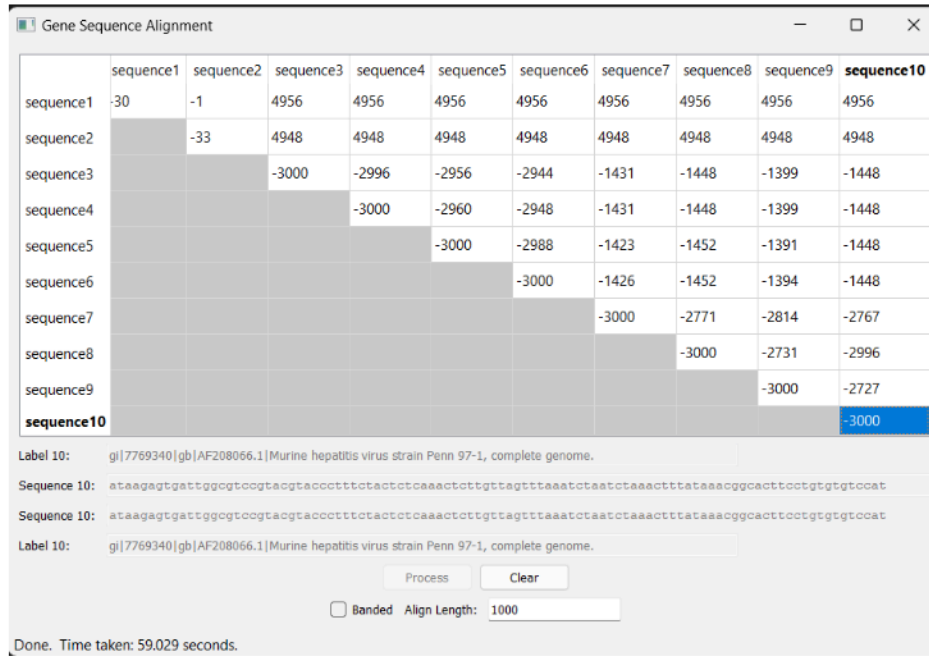 Gene Sequence Alignment
sequence1 sequence2 sequence3 sequence4 sequence5 sequence6 sequence7 sequence8 sequence9 sequence10
sequence1 -30 -1 4956 4956 4956 4956 4956 4956 4956 4956
sequence2 -33 4948 4948 4948 4948 4948 4948 4948 4948
sequence3 -3000 -2996 -2956 -2944 -1431 -1448 -1399 -1448
sequence4 -3000 -2960 -2948 -1431 -1448 -1399 -1448
sequence5 -3000 -2988 -1423 -1452 -1391 -1448
sequence6 -3000 -1426 -1452 -1394 -1448
sequence7 -3000 -2771 -2814 -2767
sequence8 -3000 -2731 -2996
sequence9 -3000 -2727
sequence10 -3000
Label 10: gi|7769340|gb|AF208066.1|Murine hepatitis virus strain Penn 97-1, complete genome.
Sequence 10: ataagagtgattggcgtccgtacgtaccctttctactctcaaactcttgttagtttaaatctaatctaaactttataaacggcacttcctgtgtgtccat
Sequence 10: ataagagtgattggcgtccgtacgtaccctttctactctcaaactcttgttagtttaaatctaatctaaactttataaacggcacttcctgtgtgtccat
Label 10: gi|7769340|gb|AF208066.1|Murine hepatitis virus strain Penn 97-1, complete genome.
Process Clear
Banded Align Length: 1000
Done. Time taken: 59.029 seconds.